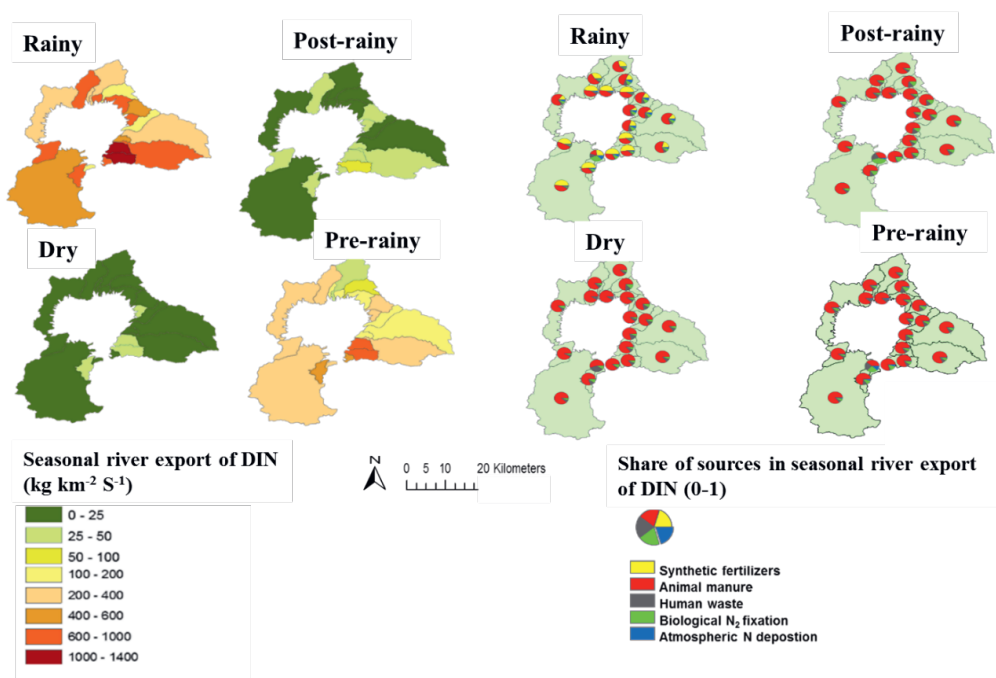 Rainy
Post-rainy
Dry
Pre-rainy
Rainy
Post-rainy
Dry
Pre-rainy
Seasonal river export of DIN
(kg km-2 S-1)
0 - 25
25 - 50
50 - 100
100 - 200
200 - 400
400 - 600
600 - 1000
1000 - 1400
N
0 5 10 20 Kilometers
Share of sources in seasonal river export
of DIN (0-1)
Synthetic fertilizers
Animal manure
Human waste
Biological N2 fixation
Atmospheric N depostion